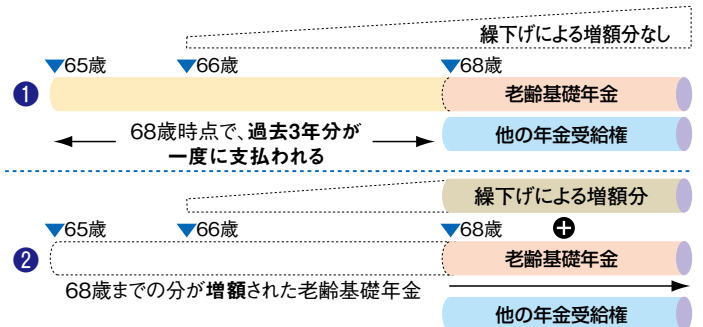 繰下げによる増額分なし
▼65歳 ▼66歳 ▼68歳
❶ 老齢基礎年金
68歳時点で、過去3年分が
一度に支払われる
他の年金受給権
繰下げによる増額分
▼65歳 ▼66歳 ▼68歳 ➕
❷ 老齢基礎年金
68歳までの分が増額された老齢基礎年金
他の年金受給権